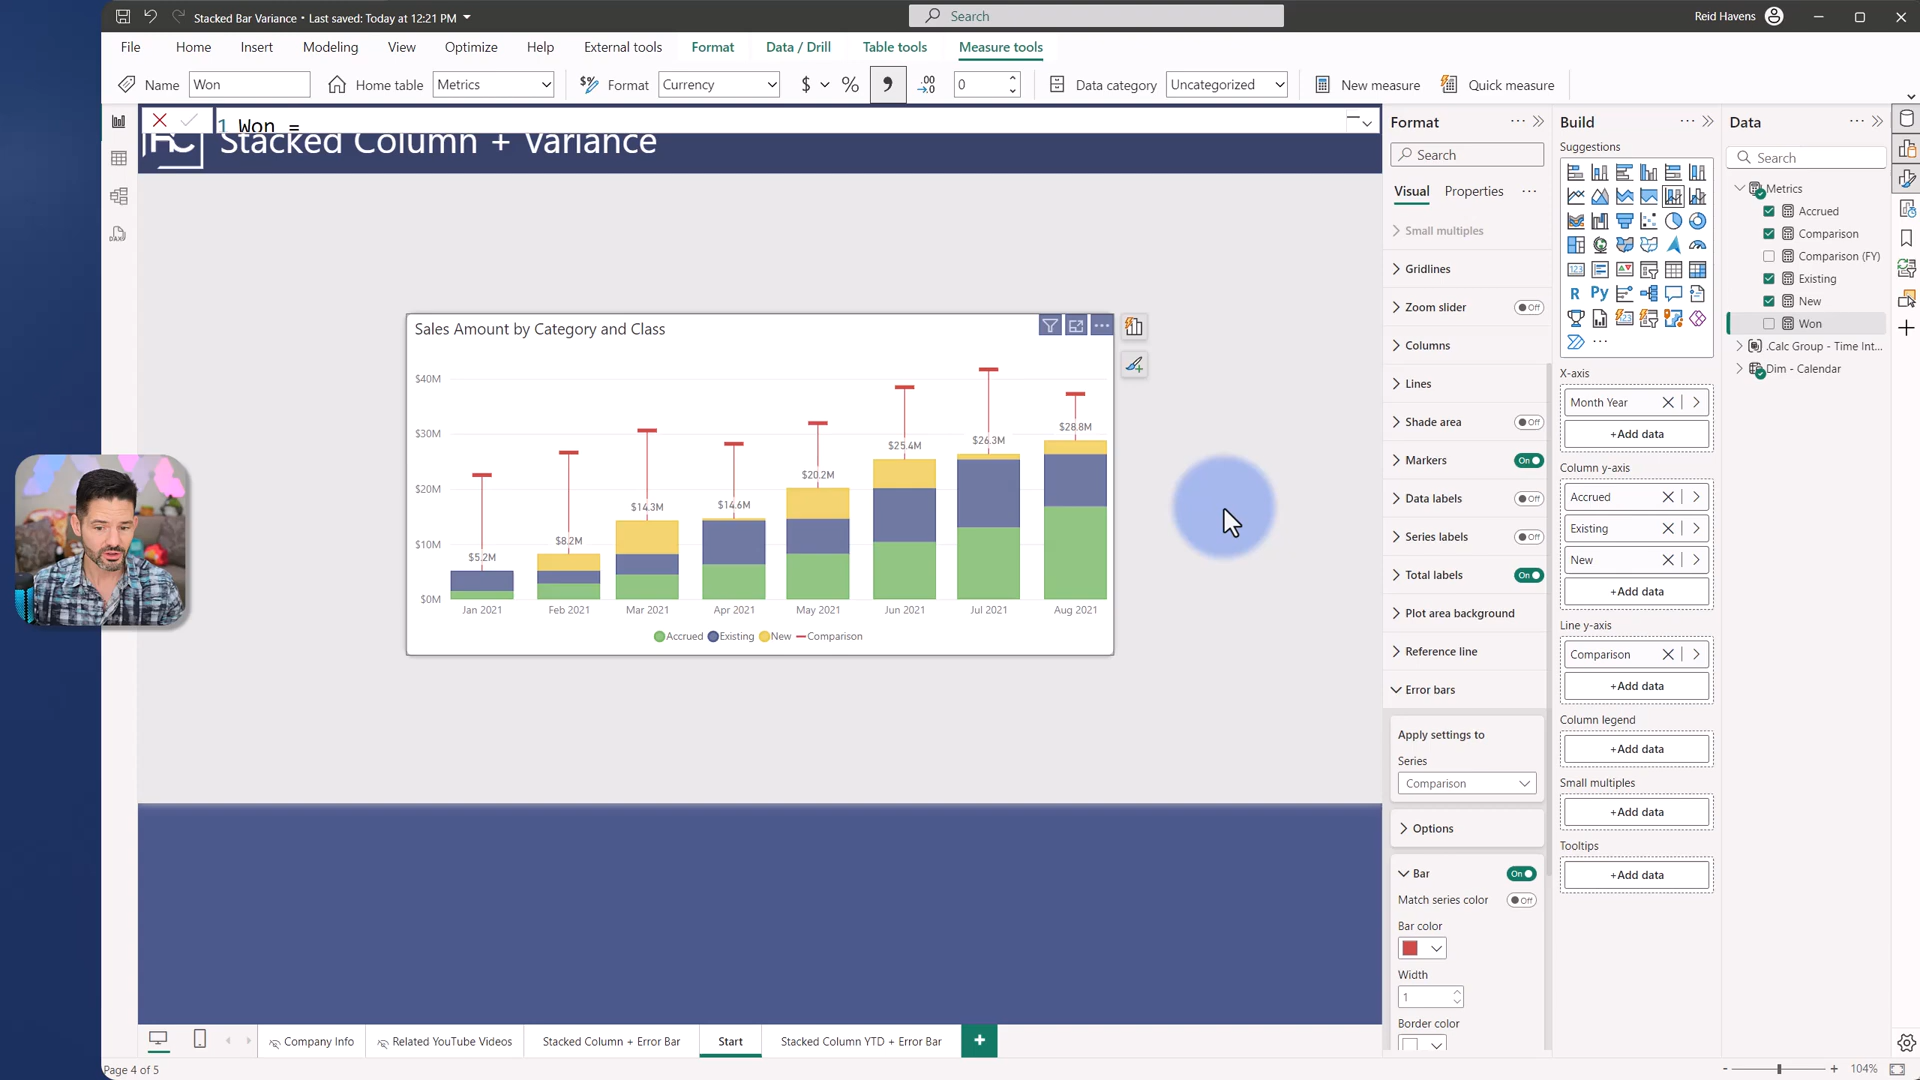 Stacked Bar Variance • Last saved: Today at 12:21 PM
Search
Reid Havens
File
Home
Insert
Modeling
View
Optimize
Help
External tools
Format
Data / Drill
Table tools
Measure tools
Name
Won
Home table
Metrics
Format
Currency
$
%
0
Data category
Uncategorized
New measure
Quick measure
1 Won =
Stacked Column + Variance
Sales Amount by Category and Class
$40M
$30M
$20M
$10M
$0M
$5.2M
$8.2M
$14.3M
$14.6M
$20.2M
$25.4M
$26.3M
$28.8M
Jan 2021
Feb 2021
Mar 2021
Apr 2021
May 2021
Jun 2021
Jul 2021
Aug 2021
Accrued
Existing
New
Comparison
Format
Search
Visual
Properties
Small multiples
Gridlines
Zoom slider
Off
Columns
Lines
Shade area
Off
Markers
On
Data labels
Off
Series labels
Off
Total labels
On
Plot area background
Reference line
Error bars
Apply settings to
Series
Comparison
Options
Bar
On
Match series color
Off
Bar color
Width
1
Border color
Build
Suggestions
R
Py
123
X-axis
Month Year
+Add data
Column y-axis
Accrued
Existing
New
+Add data
Line y-axis
Comparison
+Add data
Column legend
+Add data
Small multiples
+Add data
Tooltips
+Add data
Data
Search
Metrics
Accrued
Comparison
Comparison (FY)
Existing
New
Won
.Calc Group - Time Int...
Dim - Calendar
Company Info
Related YouTube Videos
Stacked Column + Error Bar
Start
Stacked Column YTD + Error Bar
+
Page 4 of 5
104%